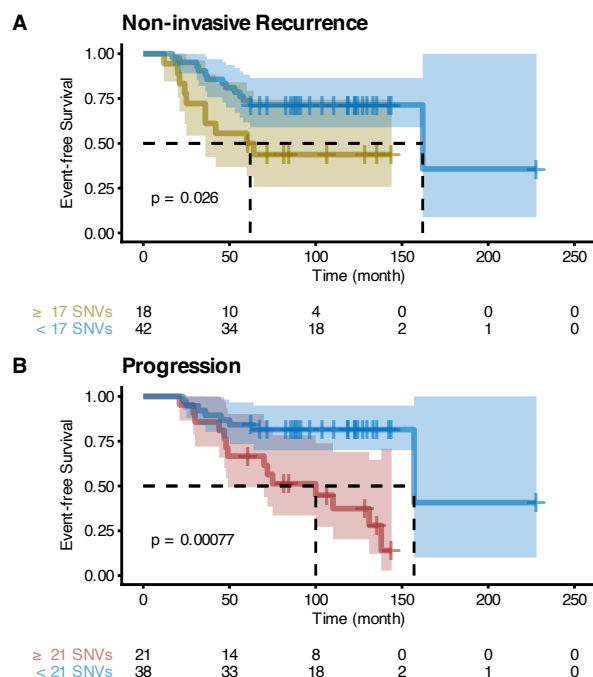 A Non-invasive Recurrence
1.00
0.75
0.50
0.25
0.00
Event-free Survival
p = 0.026
0 50 100 150 200 250
Time (month)
≥ 17 SNVs 18 10 4 0 0 0
< 17 SNVs 42 34 18 2 1 0
B Progression
1.00
0.75
0.50
0.25
0.00
Event-free Survival
p = 0.00077
0 50 100 150 200 250
Time (month)
≥ 21 SNVs 21 14 8 0 0 0
< 21 SNVs 38 33 18 2 1 0